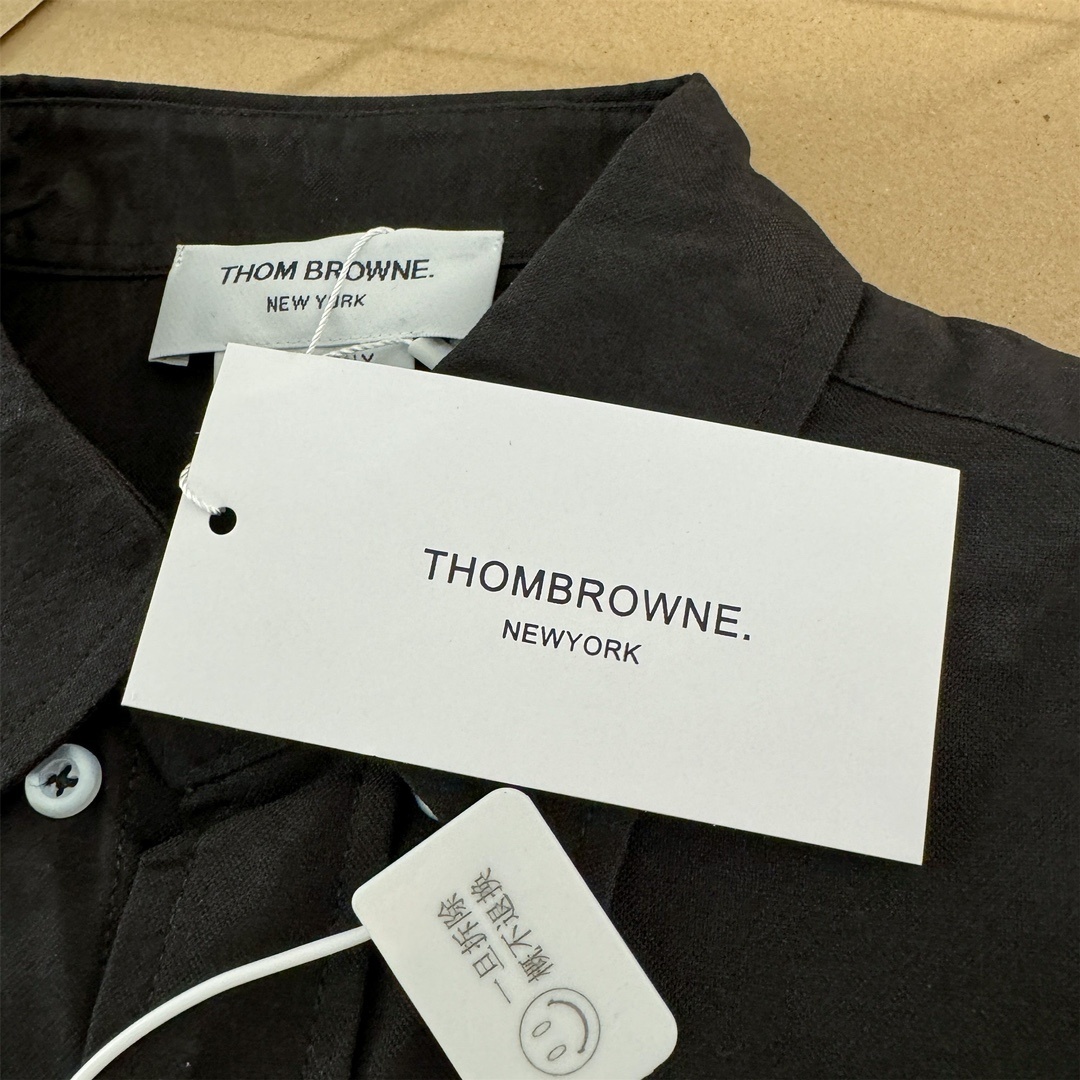 THOM BROWNE.
NEW YORK
THOMBROWNE.
NEWYORK
一旦拆除
概不退换